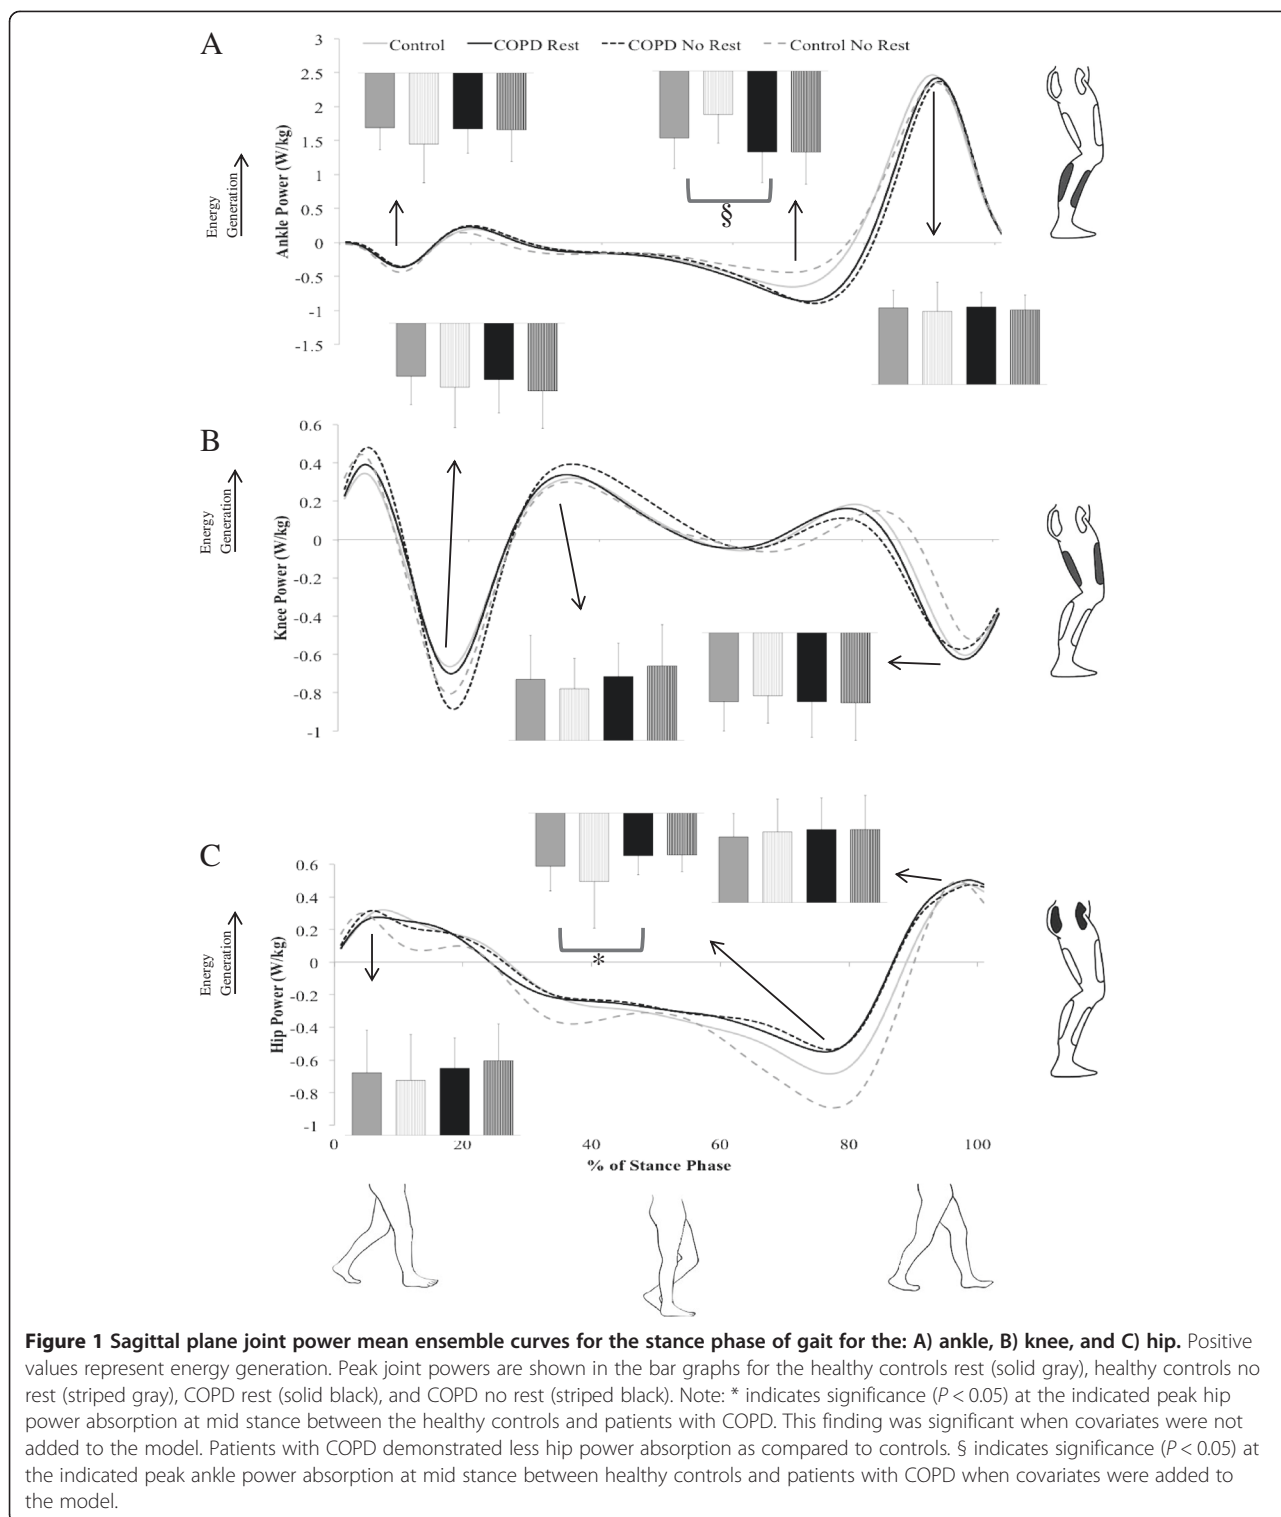 A
3
Control
COPD Rest
COPD No Rest
Control No Rest
2.5
2
1.5
1
0.5
0
-0.5
-1
-1.5
Energy
Generation
Ankle Power (W/kg)
§
B
0.6
0.4
0.2
0
-0.2
-0.4
-0.6
-0.8
-1
Energy
Generation
Knee Power (W/kg)
C
0.6
0.4
0.2
0
-0.2
-0.4
-0.6
-0.8
-1
Energy
Generation
Hip Power (W/kg)
*
0 20 40 60 80 100
% of Stance Phase
Figure 1 Sagittal plane joint power mean ensemble curves for the stance phase of gait for the: A) ankle, B) knee, and C) hip. Positive
values represent energy generation. Peak joint powers are shown in the bar graphs for the healthy controls rest (solid gray), healthy controls no
rest (striped gray), COPD rest (solid black), and COPD no rest (striped black). Note: * indicates significance (P < 0.05) at the indicated peak hip
power absorption at mid stance between the healthy controls and patients with COPD. This finding was significant when covariates were not
added to the model. Patients with COPD demonstrated less hip power absorption as compared to controls. § indicates significance (P < 0.05) at
the indicated peak ankle power absorption at mid stance between healthy controls and patients with COPD when covariates were added to
the model.